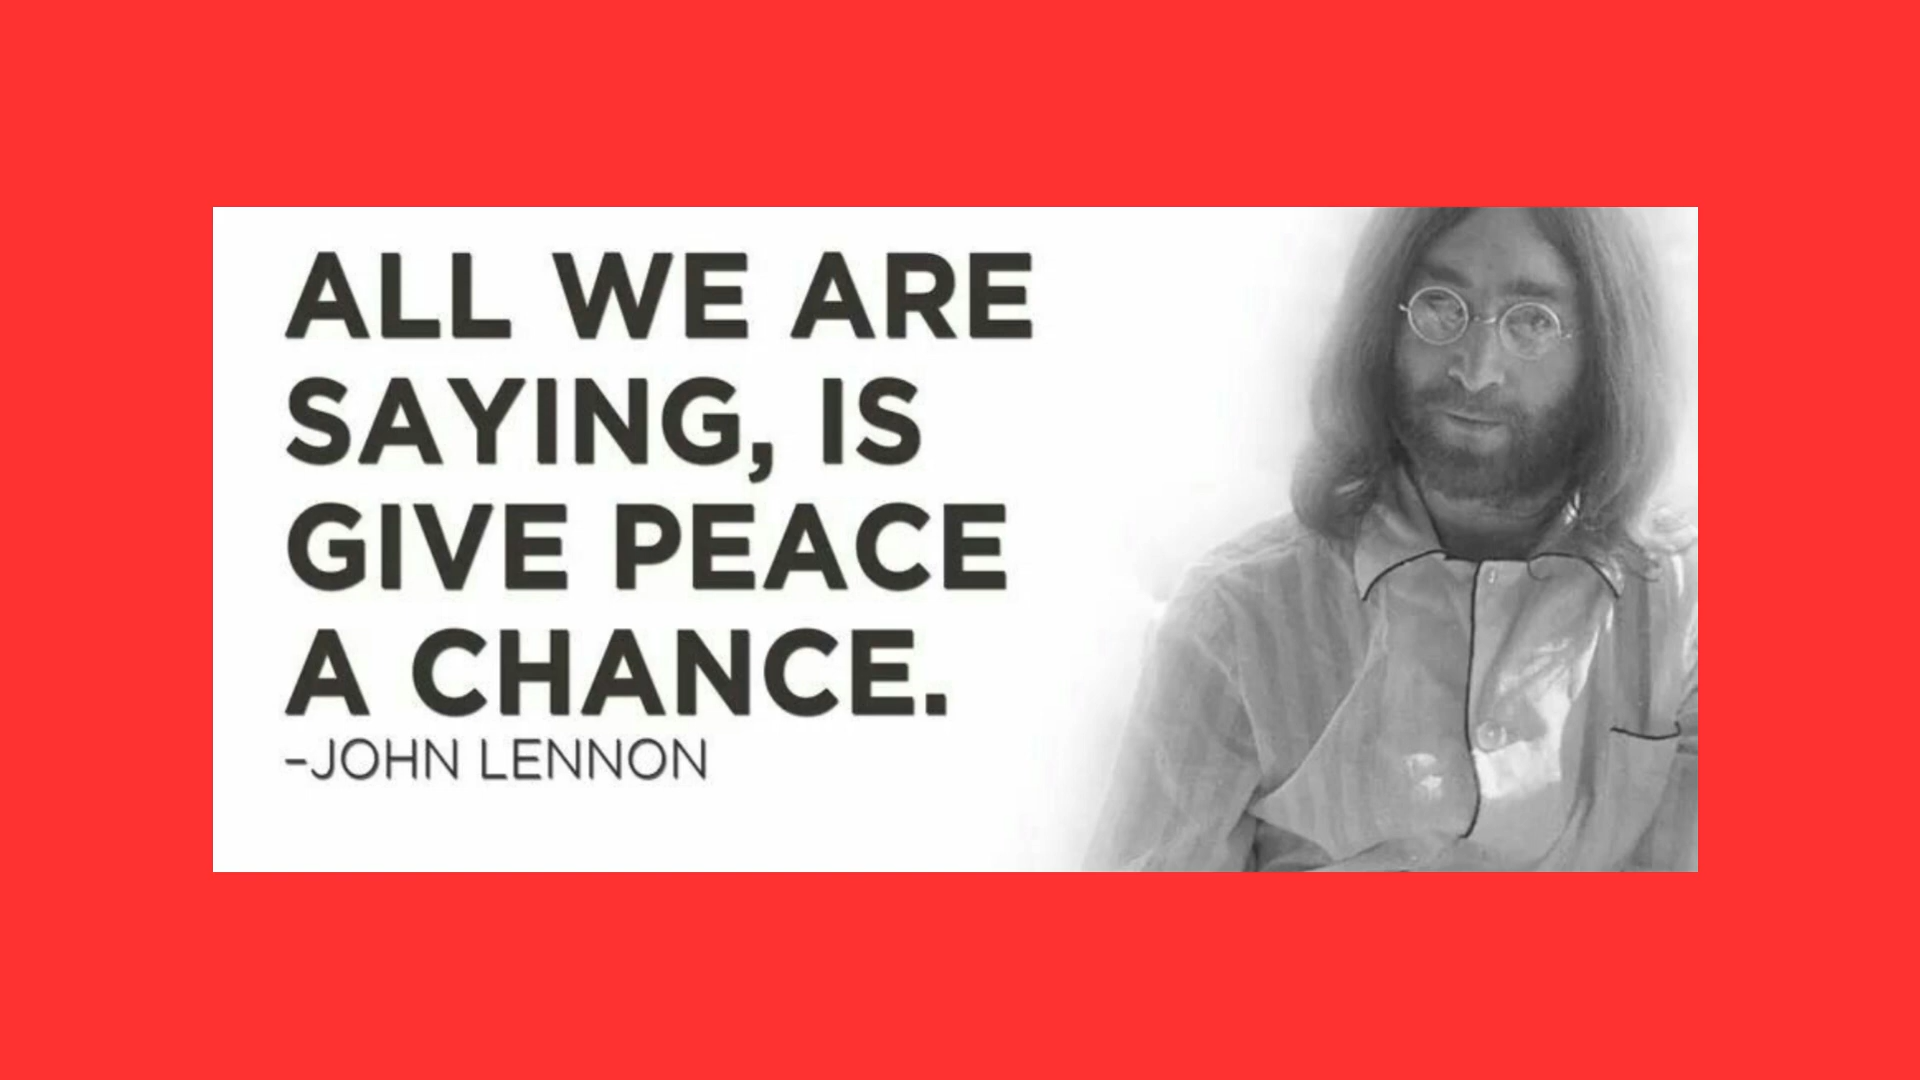 ALL WE ARE
SAYING, IS
GIVE PEACE
A CHANCE.
-JOHN LENNON